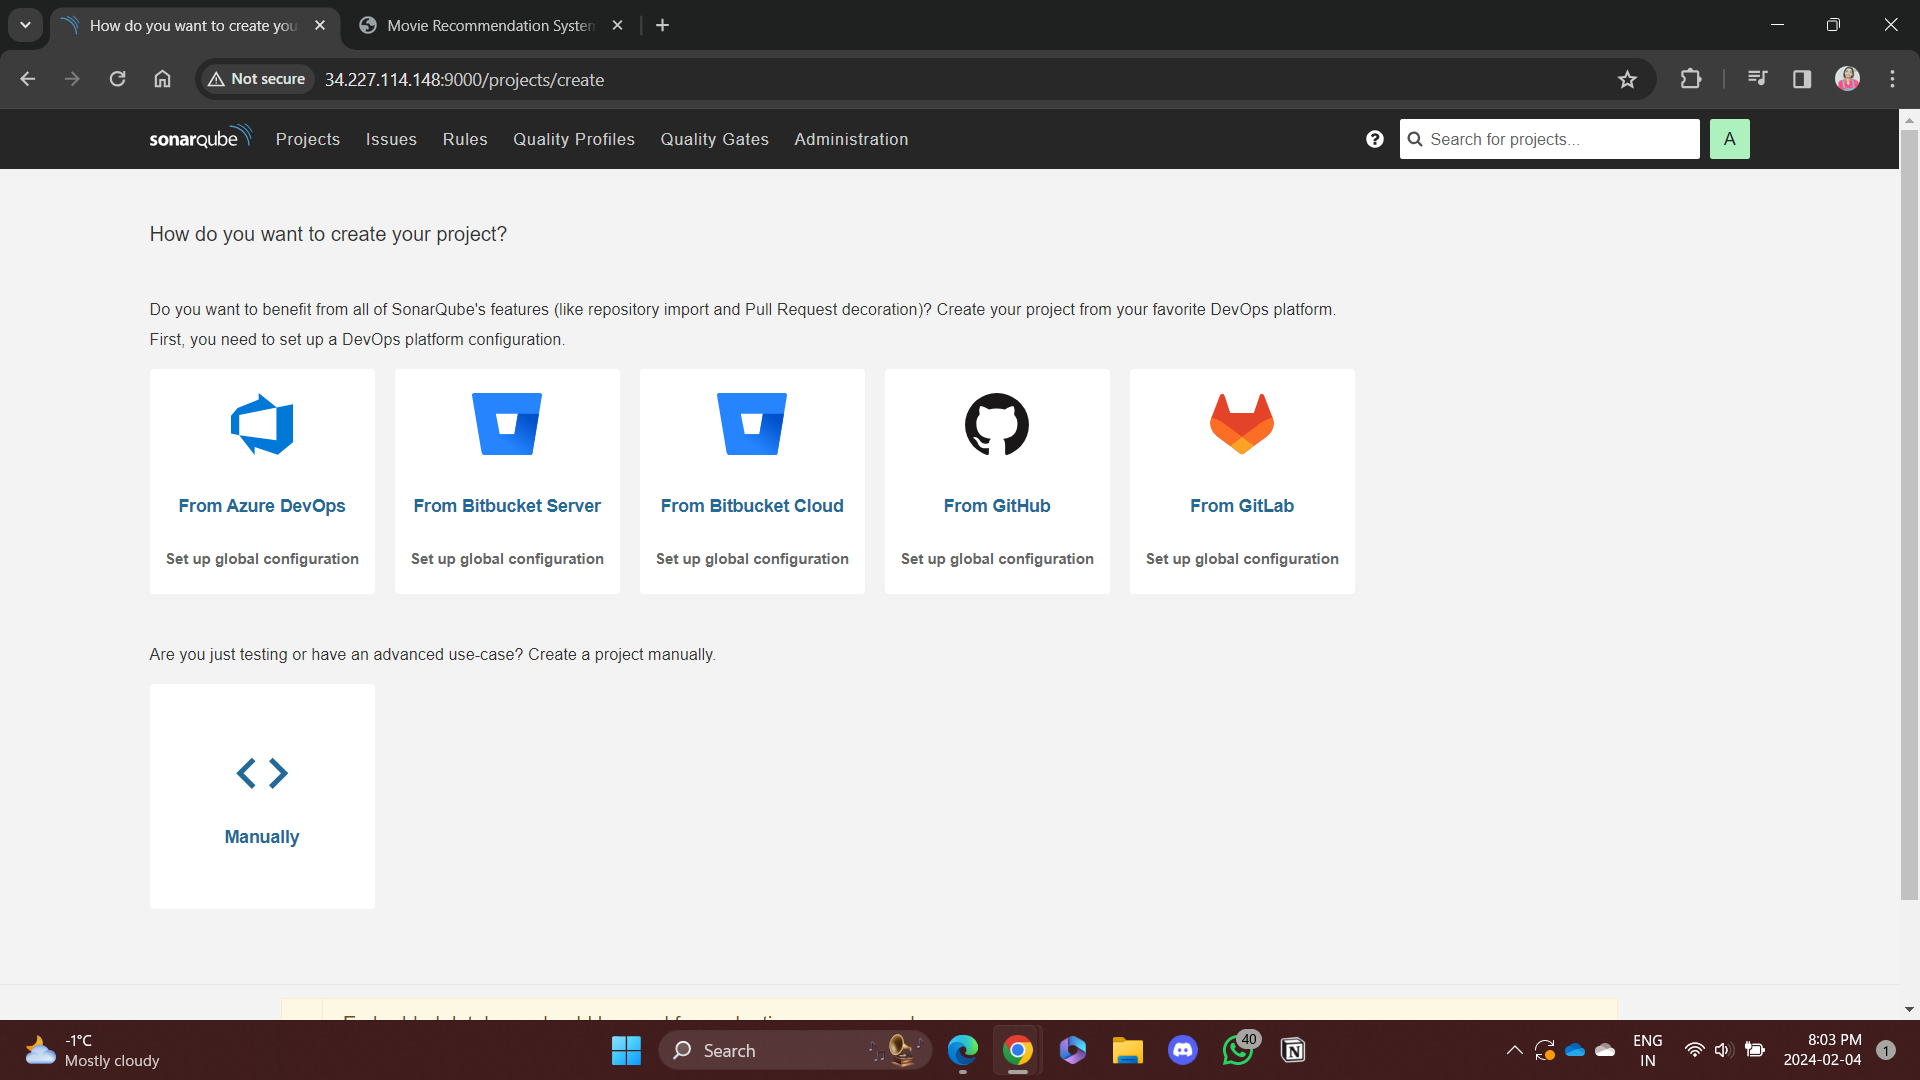 How do you want to create you
Movie Recommendation System
Not secure
34.227.114.148:9000/projects/create
sonarqube
Projects
Issues
Rules
Quality Profiles
Quality Gates
Administration
Search for projects...
A
How do you want to create your project?
Do you want to benefit from all of SonarQube's features (like repository import and Pull Request decoration)? Create your project from your favorite DevOps platform.
First, you need to set up a DevOps platform configuration.
From Azure DevOps
Set up global configuration
From Bitbucket Server
Set up global configuration
From Bitbucket Cloud
Set up global configuration
From GitHub
Set up global configuration
From GitLab
Set up global configuration
Are you just testing or have an advanced use-case? Create a project manually.
Manually
-1°C
Mostly cloudy
Search
40
ENG
IN
8:03 PM
2024-02-04
1